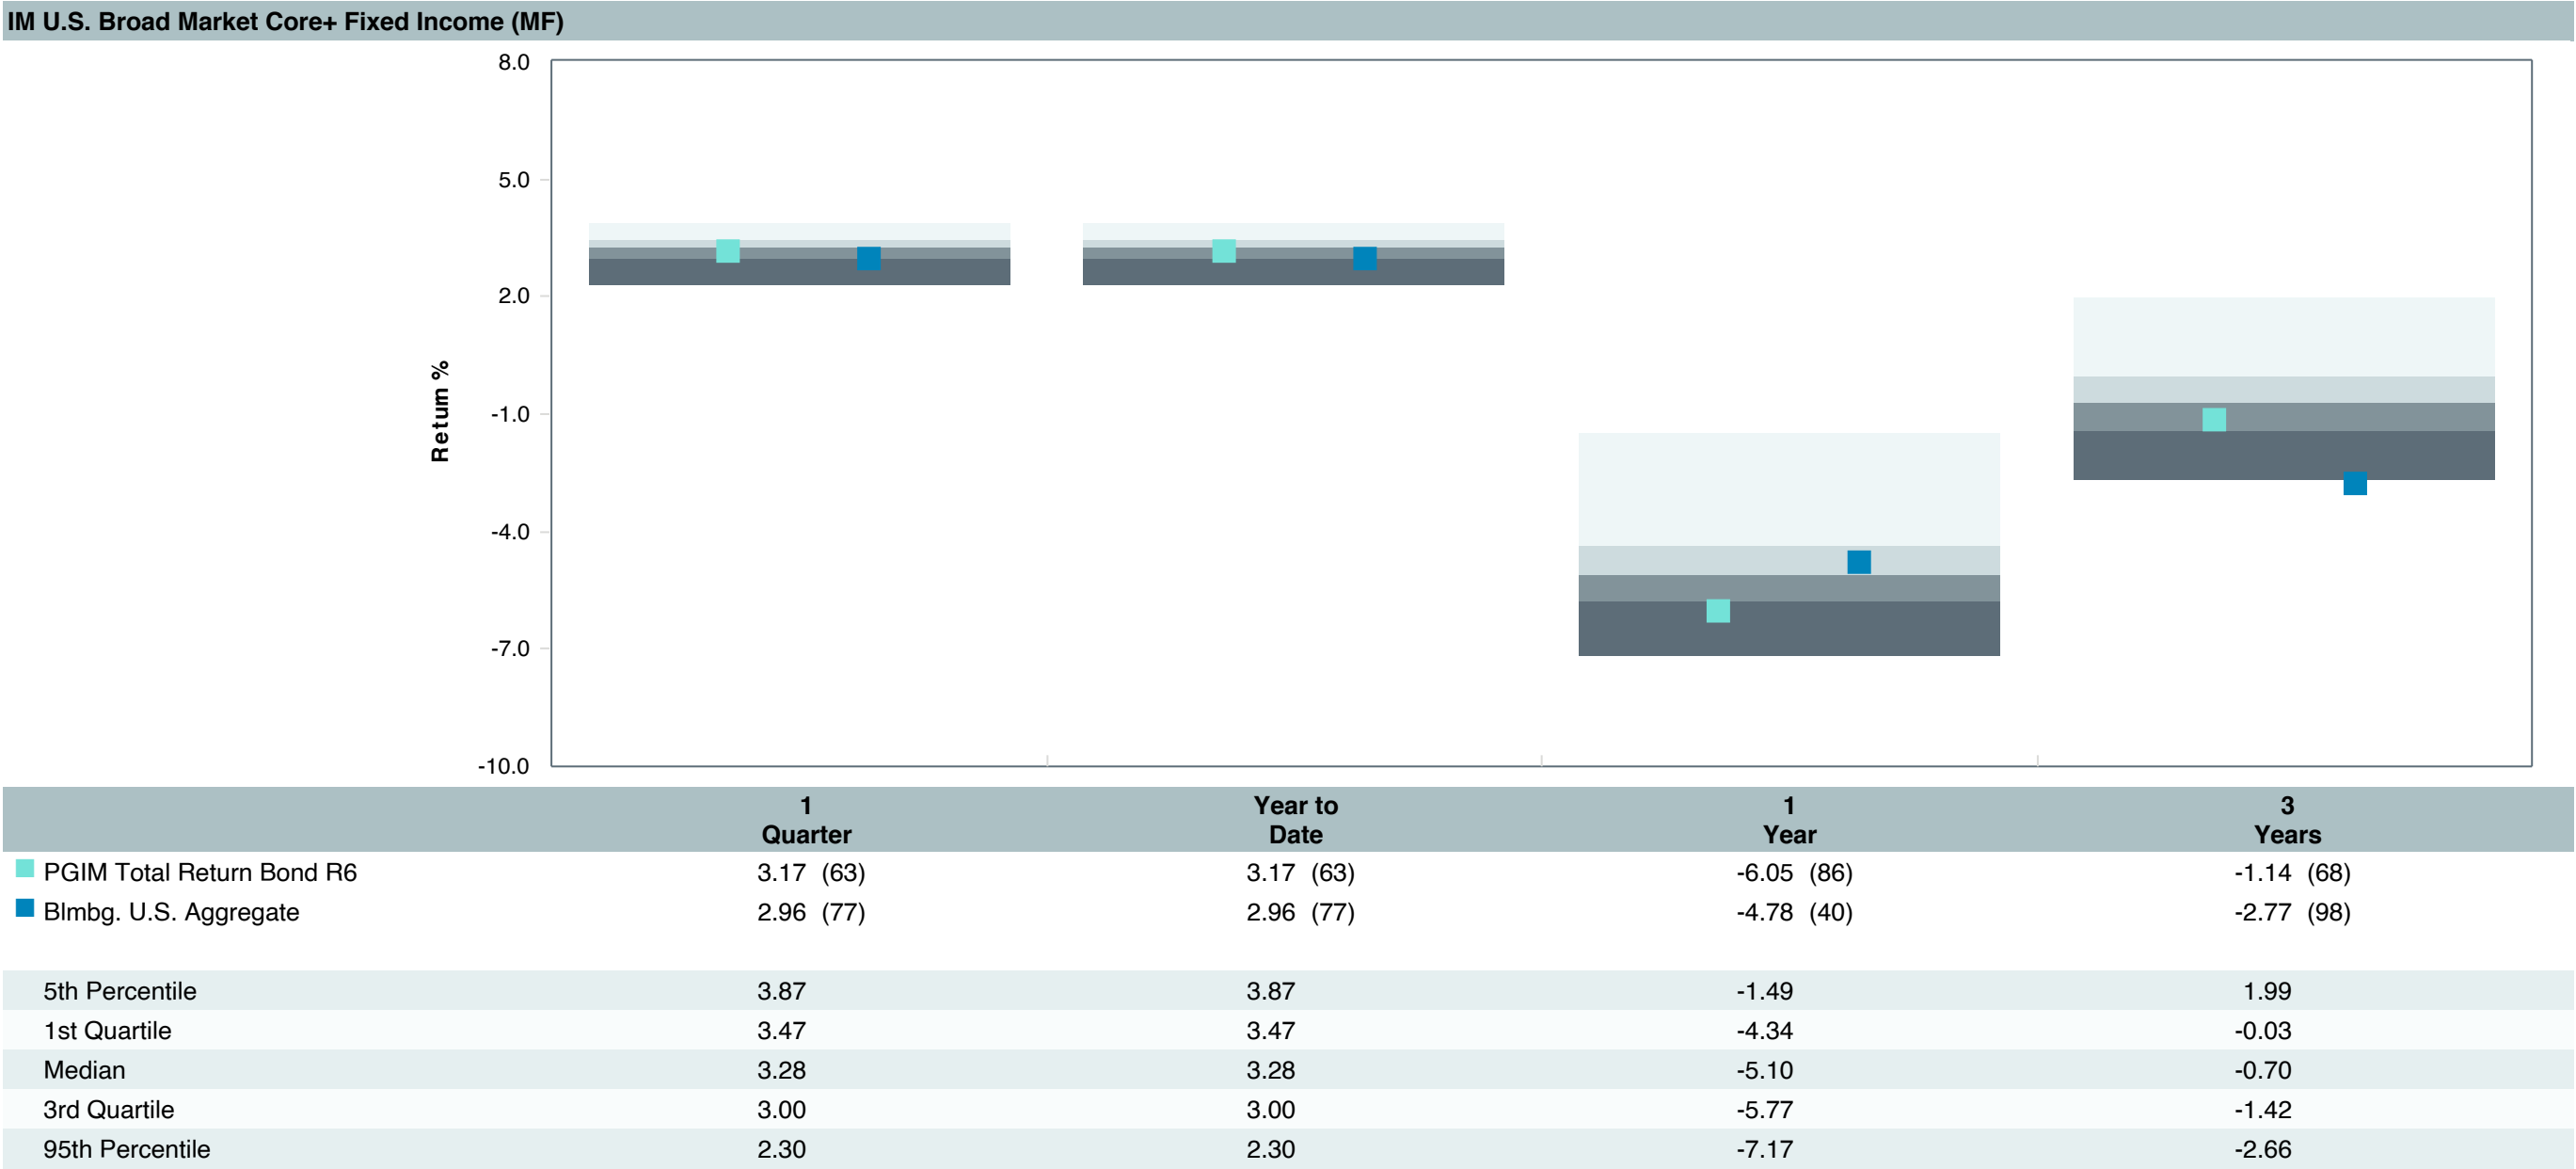 IM U.S. Broad Market Core+ Fixed Income (MF)
8.0
5.0
2.0
-1.0
-4.0
-7.0
-10.0
Return %
1 Quarter Year to Date 1 Year 3 Years
PGIM Total Return Bond R6 3.17 (63) 3.17 (63) -6.05 (86) -1.14 (68)
Blmbg. U.S. Aggregate 2.96 (77) 2.96 (77) -4.78 (40) -2.77 (98)
5th Percentile 3.87 3.87 -1.49 1.99
1st Quartile 3.47 3.47 -4.34 -0.03
Median 3.28 3.28 -5.10 -0.70
3rd Quartile 3.00 3.00 -5.77 -1.42
95th Percentile 2.30 2.30 -7.17 -2.66